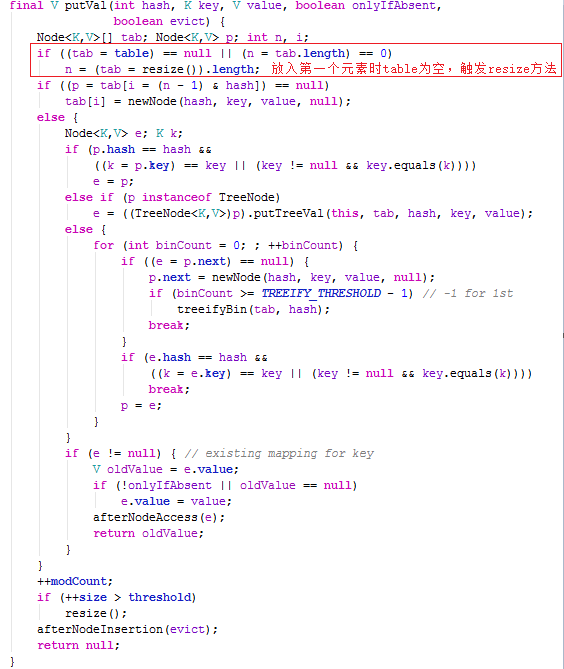 final V putVal(int hash, K key, V value, boolean onlyIfAbsent,
               boolean evict) {
    Node<K,V>[] tab; Node<K,V> p; int n, i;
    if ((tab = table) == null || (n = tab.length) == 0)
        n = (tab = resize()).length; 放入第一个元素时table为空，触发resize方法
    if ((p = tab[i = (n - 1) & hash]) == null)
        tab[i] = newNode(hash, key, value, null);
    else {
        Node<K,V> e; K k;
        if (p.hash == hash &&
            ((k = p.key) == key || (key != null && key.equals(k))))
            e = p;
        else if (p instanceof TreeNode)
            e = ((TreeNode<K,V>)p).putTreeVal(this, tab, hash, key, value);
        else {
            for (int binCount = 0; ; ++binCount) {
                if ((e = p.next) == null) {
                    p.next = newNode(hash, key, value, null);
                    if (binCount >= TREEIFY_THRESHOLD - 1) // -1 for 1st
                        treeifyBin(tab, hash);
                    break;
                }
                if (e.hash == hash &&
                    ((k = e.key) == key || (key != null && key.equals(k))))
                    break;
                p = e;
            }
        }
        if (e != null) { // existing mapping for key
            V oldValue = e.value;
            if (!onlyIfAbsent || oldValue == null)
                e.value = value;
            afterNodeAccess(e);
            return oldValue;
        }
    }
    ++modCount;
    if (++size > threshold)
        resize();
    afterNodeInsertion(evict);
    return null;
}